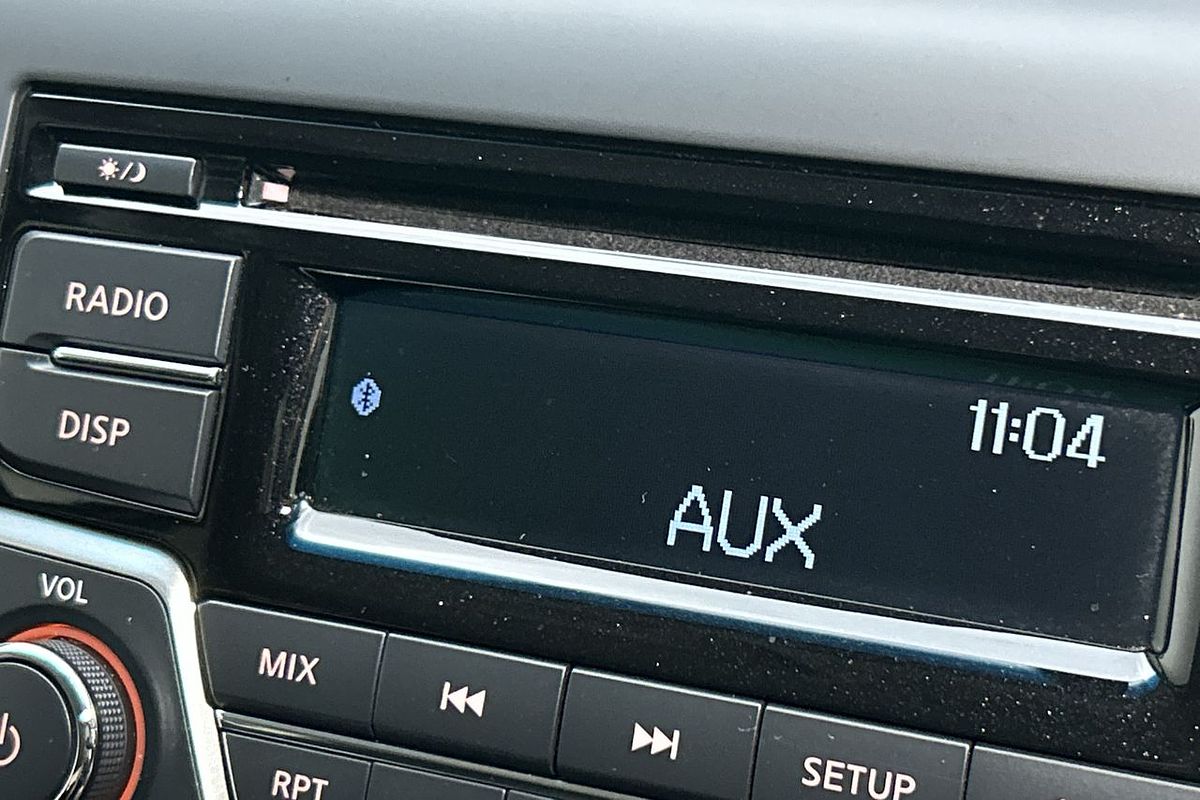 RADIO
DISP
11:04
AUX
VOL
MIX
SETUP
RPT